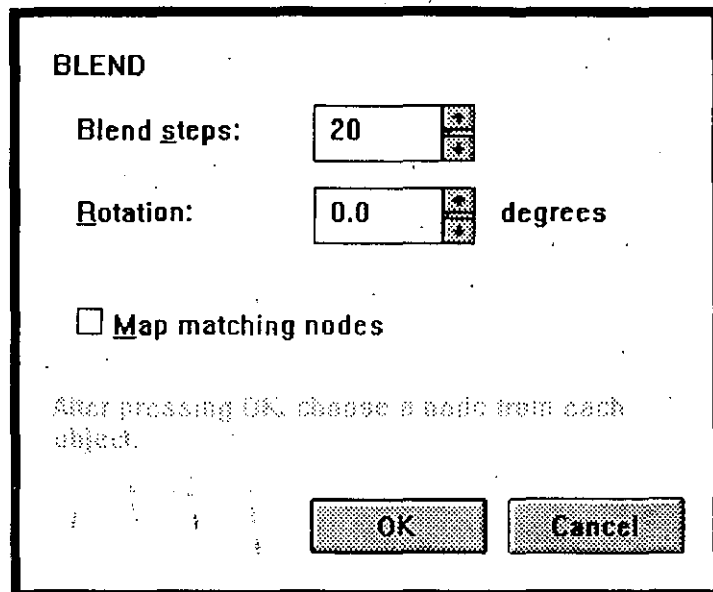 BLEND
Blend steps: 20
Rotation: 0.0 degrees
Map matching nodes
After pressing OK, choose a node from each
object.
OK Cancel